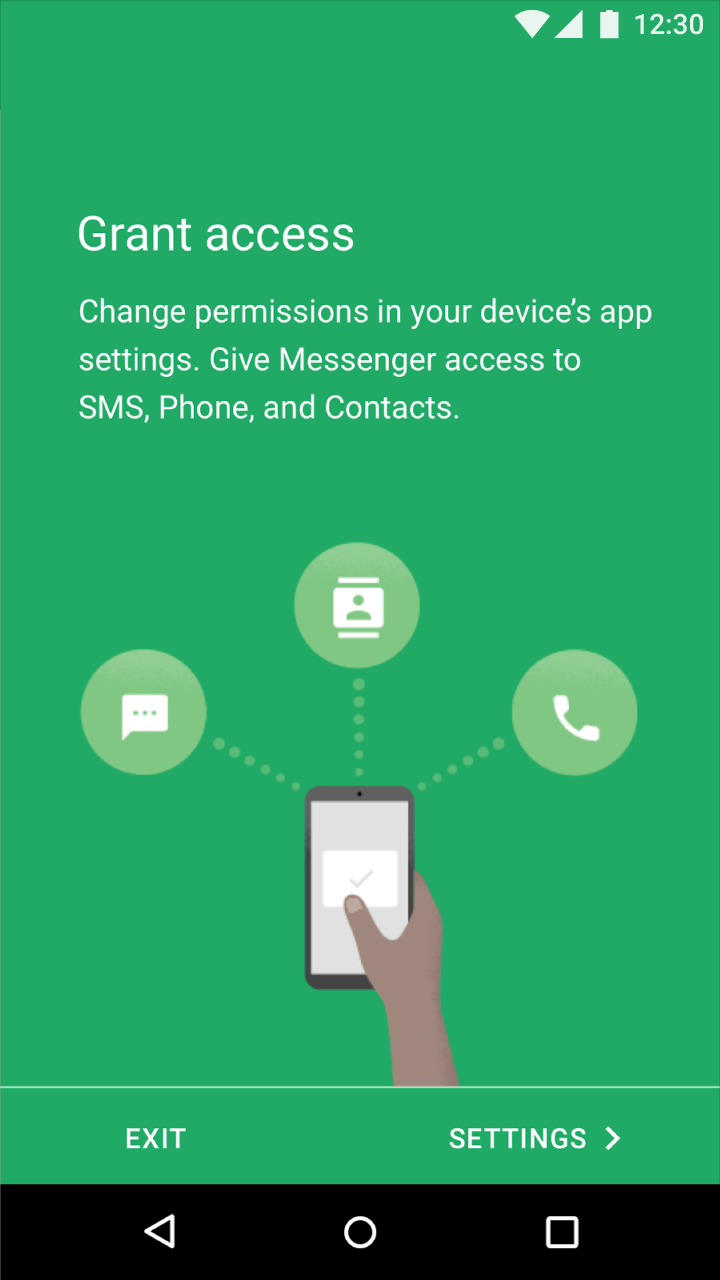 12:30
Grant access
Change permissions in your device’s app
settings. Give Messenger access to
SMS, Phone, and Contacts.
EXIT
SETTINGS